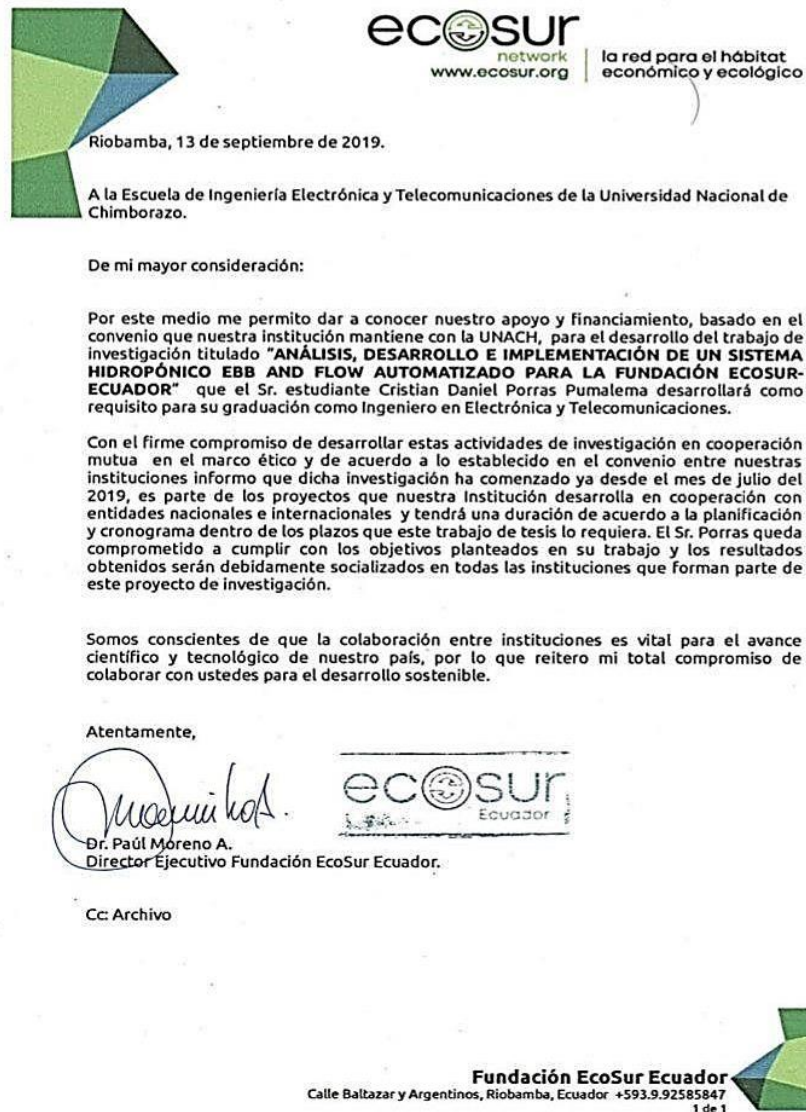 ecosur
network
www.ecosur.org
la red para el hábitat
económico y ecológico
Riobamba, 13 de septiembre de 2019.
A la Escuela de Ingeniería Electrónica y Telecomunicaciones de la Universidad Nacional de
Chimborazo.
De mi mayor consideración:
Por este medio me permito dar a conocer nuestro apoyo y financiamiento, basado en el
convenio que nuestra institución mantiene con la UNACH, para el desarrollo del trabajo de
investigación titulado "ANÁLISIS, DESARROLLO E IMPLEMENTACIÓN DE UN SISTEMA
HIDROPÓNICO EBB AND FLOW AUTOMATIZADO PARA LA FUNDACIÓN ECOSUR-
ECUADOR" que el Sr. estudiante Cristian Daniel Porras Pumalema desarrollará como
requisito para su graduación como Ingeniero en Electrónica y Telecomunicaciones.
Con el firme compromiso de desarrollar estas actividades de investigación en cooperación
mutua en el marco ético y de acuerdo a lo establecido en el convenio entre nuestras
instituciones informo que dicha investigación ha comenzado ya desde el mes de julio del
2019, es parte de los proyectos que nuestra Institución desarrolla en cooperación con
entidades nacionales e internacionales y tendrá una duración de acuerdo a la planificación
y cronograma dentro de los plazos que este trabajo de tesis lo requiera. El Sr. Porras queda
comprometido a cumplir con los objetivos planteados en su trabajo y los resultados
obtenidos serán debidamente socializados en todas las instituciones que forman parte de
este proyecto de investigación.
Somos conscientes de que la colaboración entre instituciones es vital para el avance
científico y tecnológico de nuestro país, por lo que reitero mi total compromiso de
colaborar con ustedes para el desarrollo sostenible.
Atentamente,
ecosur
Ecuador
Dr. Paúl Moreno A.
Director Ejecutivo Fundación EcoSur Ecuador.
Cc: Archivo
Fundación EcoSur Ecuador
Calle Baltazar y Argentinos, Riobamba, Ecuador +593.9.92585847
1 de 1